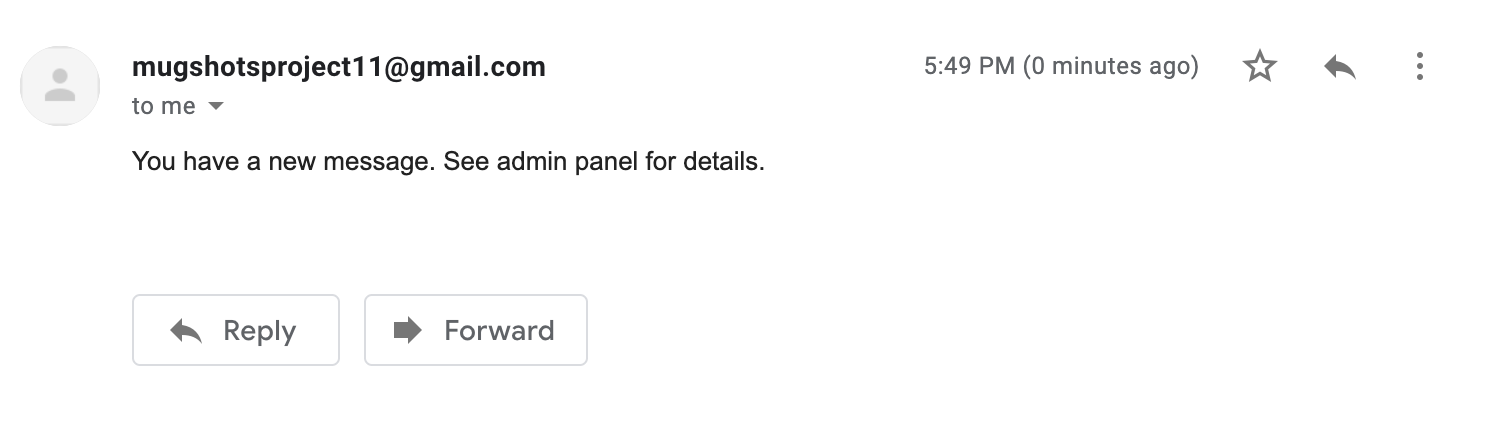 mugshotsproject11@gmail.com 5:49 PM (0 minutes ago)
to me
You have a new message. See admin panel for details.
Reply Forward